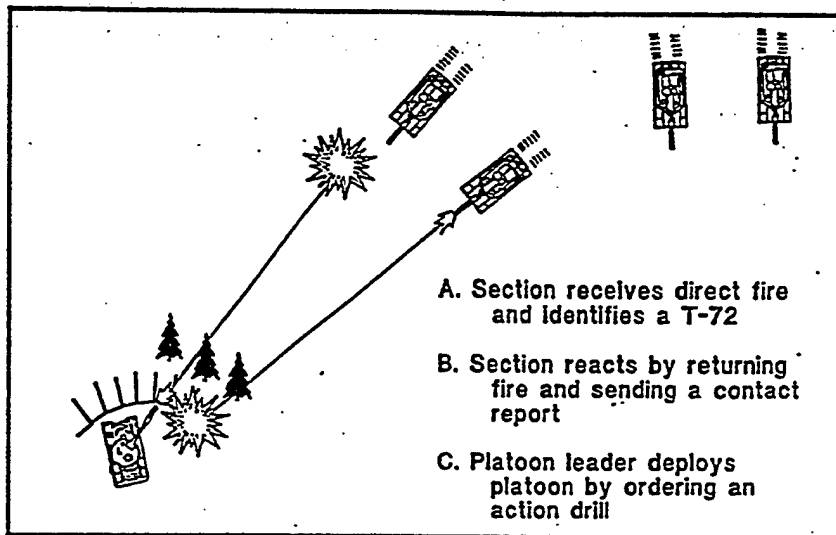 A. Section receives direct fire
and identifies a T-72
B. Section reacts by returning
fire and sending a contact
report
C. Platoon leader deploys
platoon by ordering an
action drill